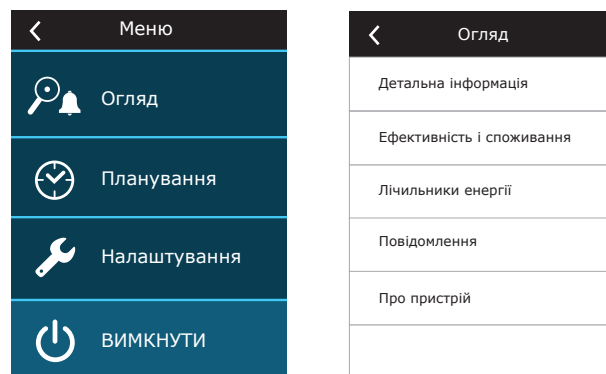 Меню
Огляд
Планування
Налаштування
ВИМКНУТИ
Огляд
Детальна інформація
Ефективність і споживання
Лічильники енергії
Повідомлення
Про пристрій